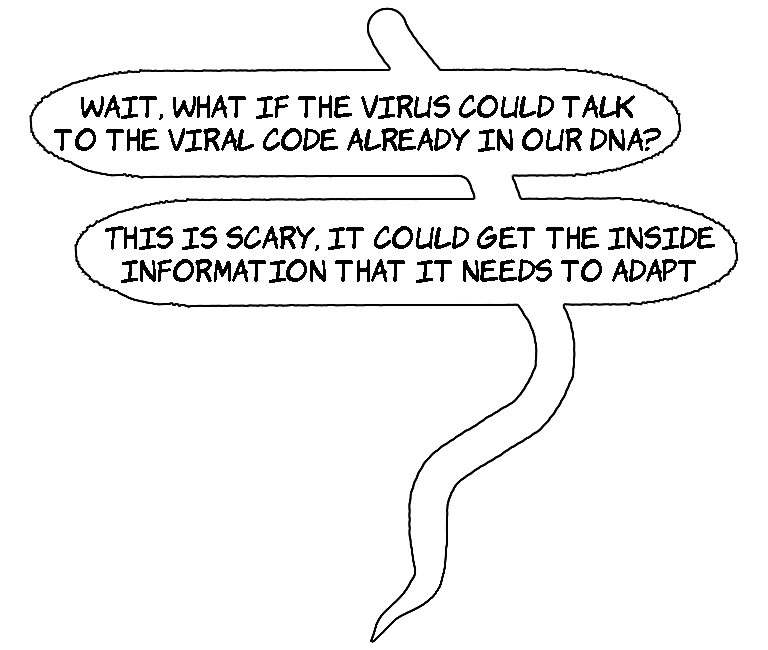 WAIT, WHAT IF THE VIRUS COULD TALK
TO THE VIRAL CODE ALREADY IN OUR DNA?
THIS IS SCARY, IT COULD GET THE INSIDE
INFORMATION THAT IT NEEDS TO ADAPT